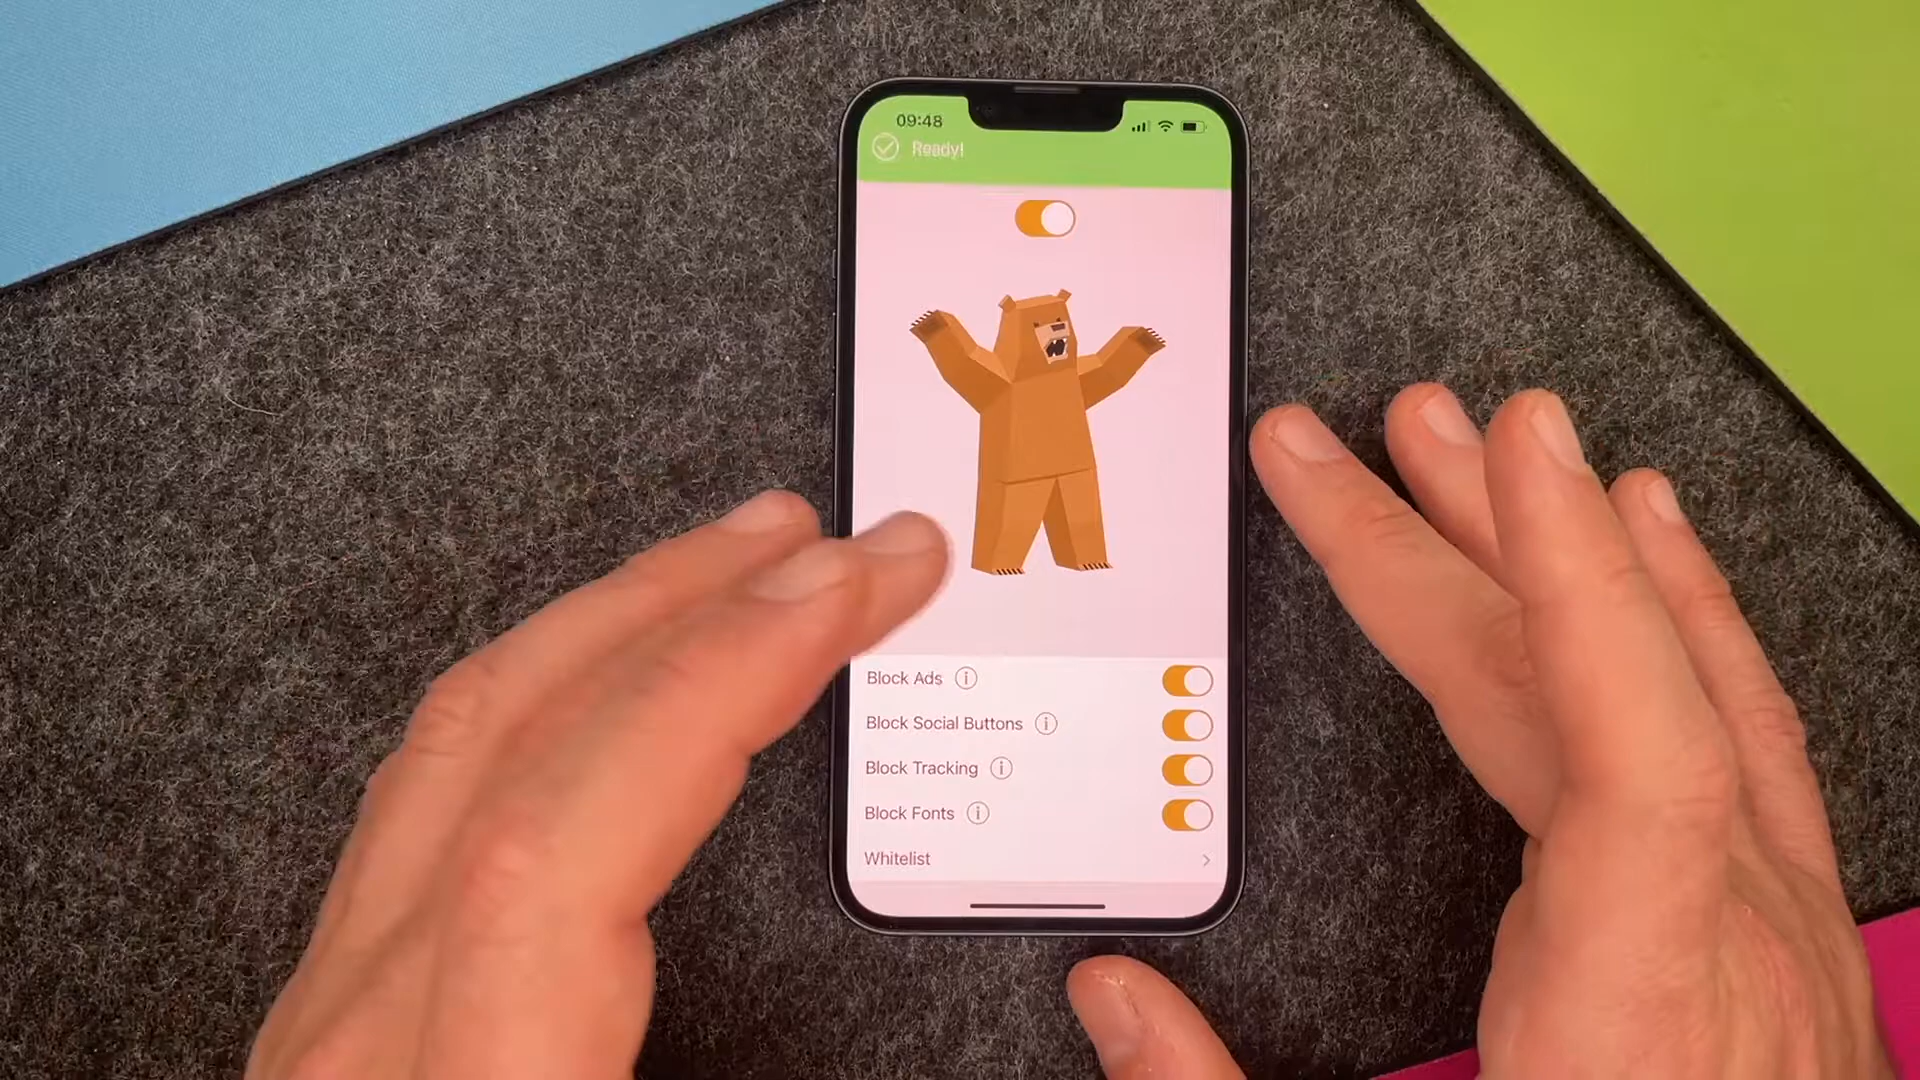 09:48
Ready!
Block Ads
Block Social Buttons
Block Tracking
Block Fonts
Whitelist